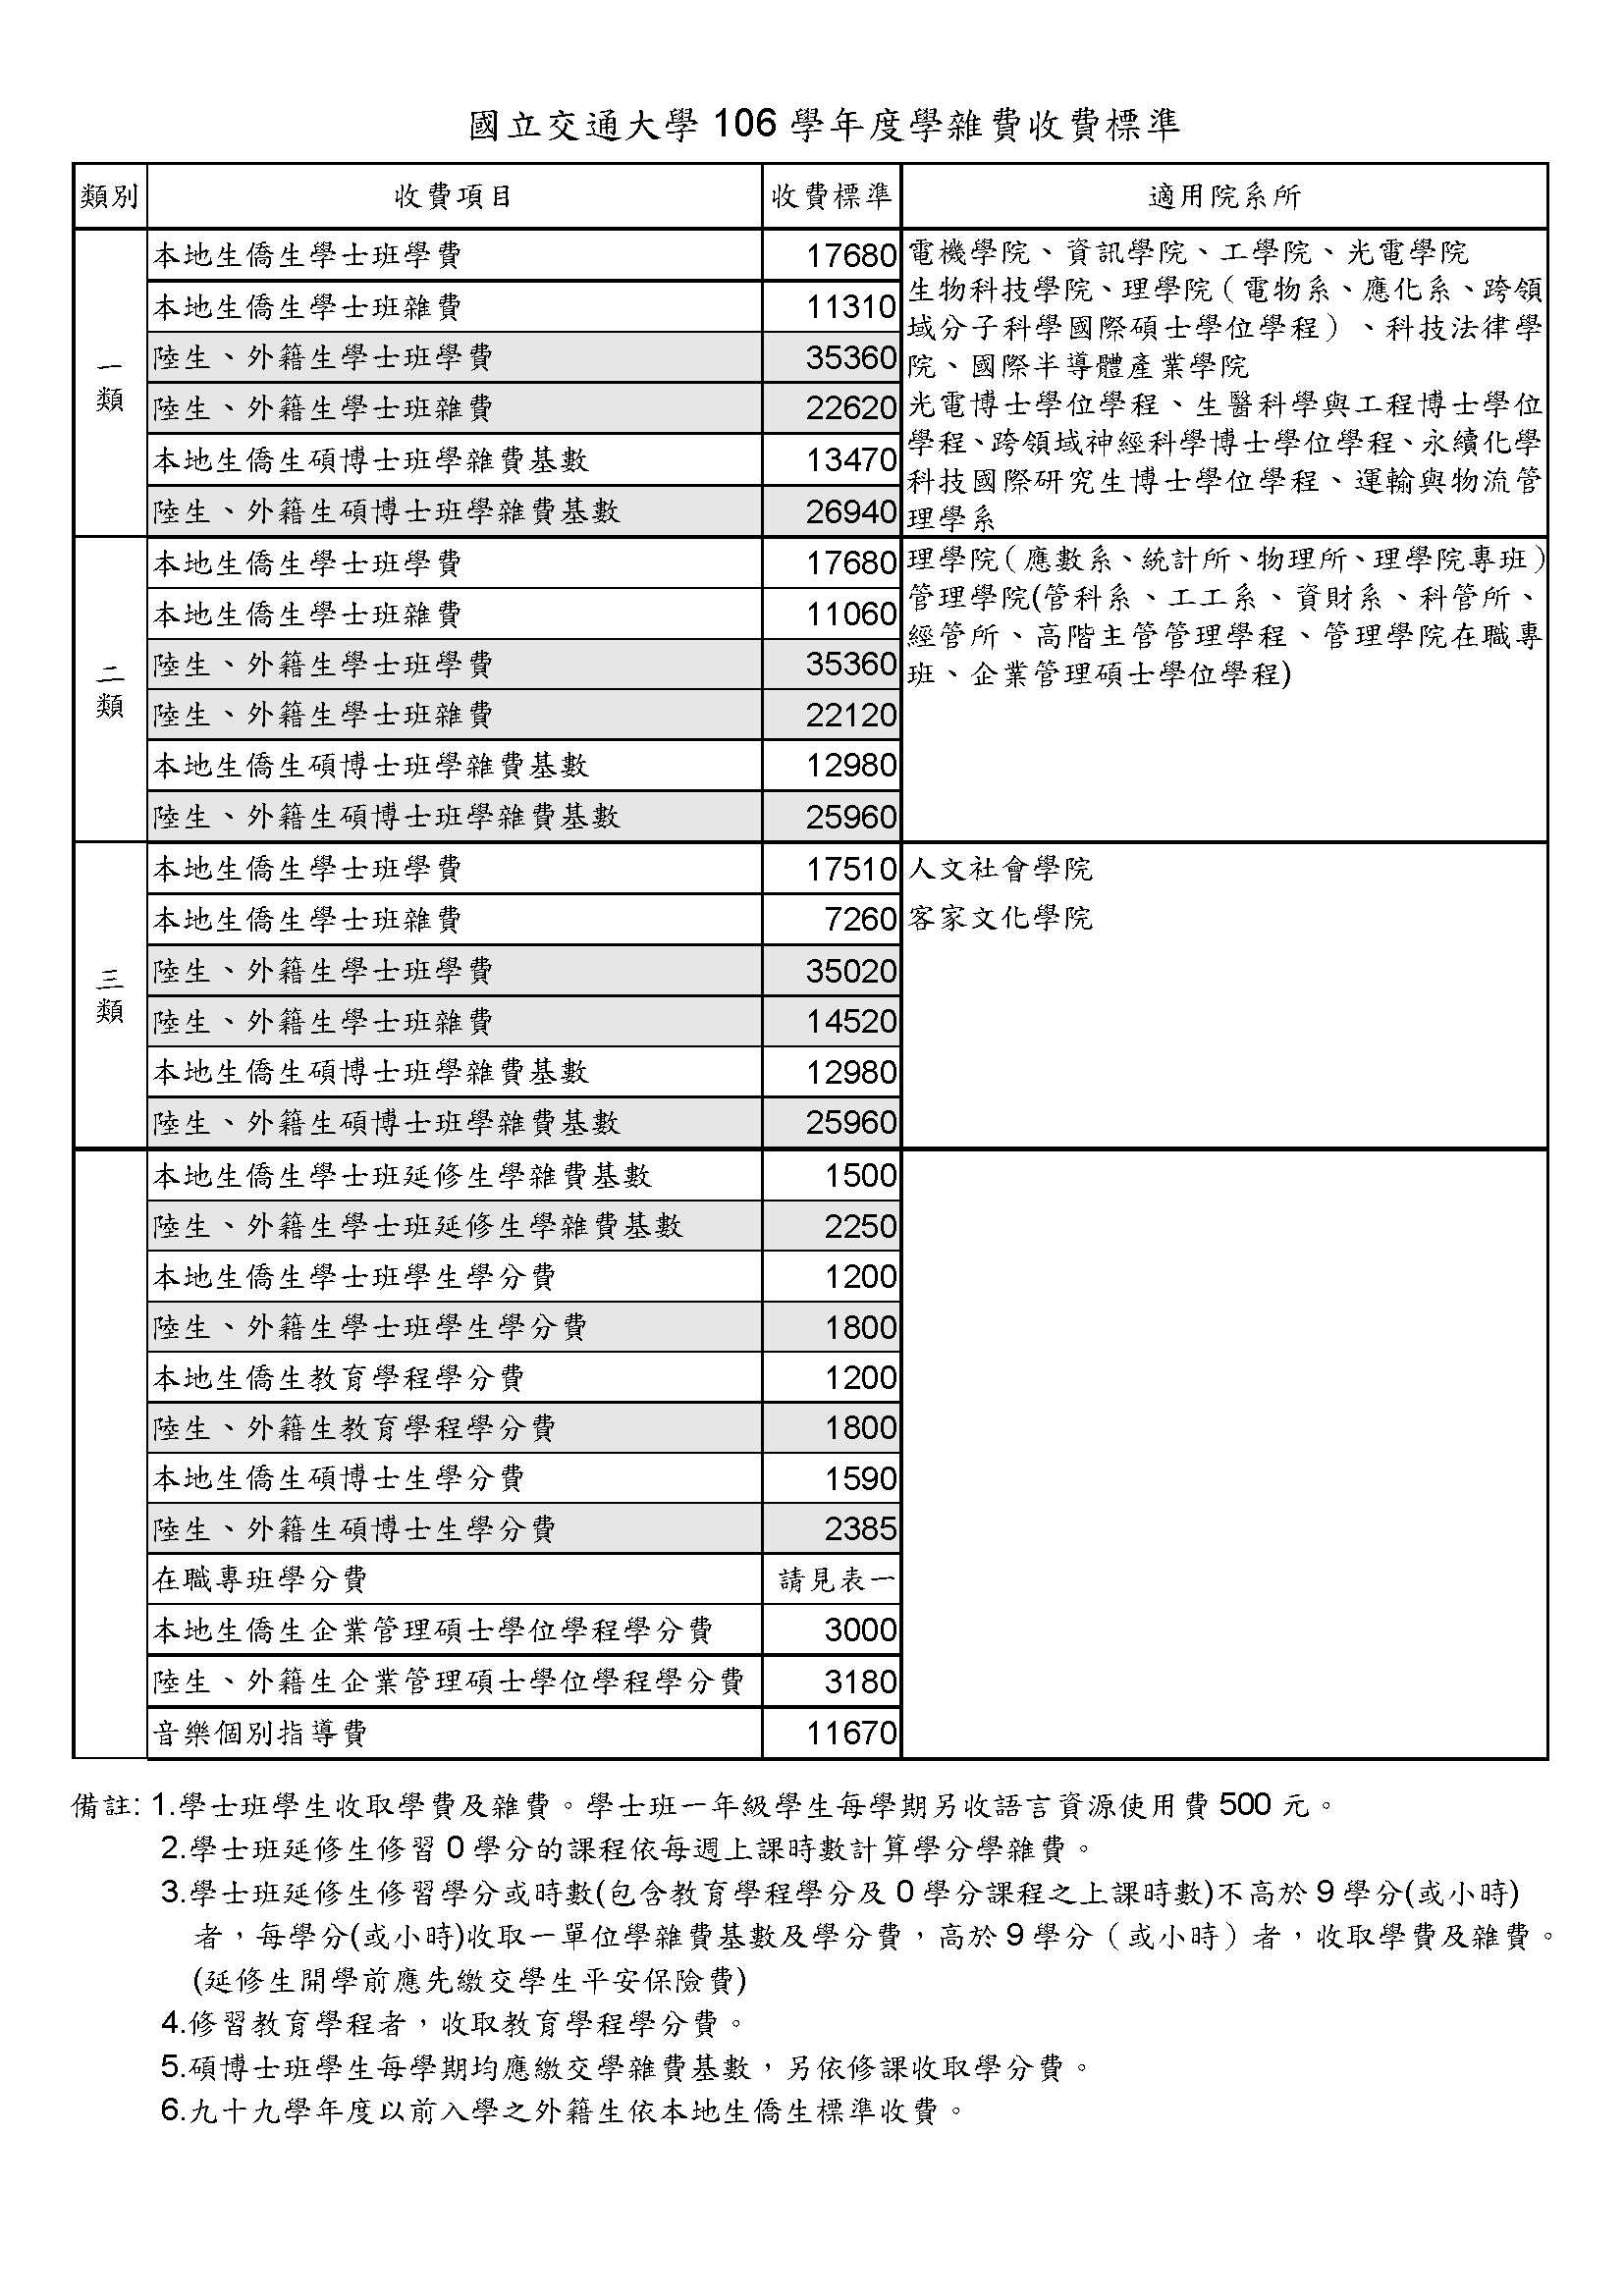 國立交通大學 106 學年度學雜費收費標準
類別 收費項目 收費標準 適用院系所
一類
本地生僑生學士班學費 17680
本地生僑生學士班雜費 11310
陸生、外籍生學士班學費 35360
陸生、外籍生學士班雜費 22620
本地生僑生碩博士班學雜費基數 13470
陸生、外籍生碩博士班學雜費基數 26940
電機學院、資訊學院、工學院、光電學院
生物科技學院、理學院（電物系、應化系、跨領
域分子科學國際碩士學位學程）、科技法律學
院、國際半導體產業學院
光電博士學位學程、生醫科學與工程博士學位
學程、跨領域神經科學博士學位學程、永續化學
科技國際研究生博士學位學程、運輸與物流管
理學系
二類
本地生僑生學士班學費 17680
本地生僑生學士班雜費 11060
陸生、外籍生學士班學費 35360
陸生、外籍生學士班雜費 22120
本地生僑生碩博士班學雜費基數 12980
陸生、外籍生碩博士班學雜費基數 25960
理學院（應數系、統計所、物理所、理學院專班）
管理學院(管科系、工工系、資財系、科管所、
經管所、高階主管管理學程、管理學院在職專
班、企業管理碩士學位學程)
三類
本地生僑生學士班學費 17510
本地生僑生學士班雜費 7260
陸生、外籍生學士班學費 35020
陸生、外籍生學士班雜費 14520
本地生僑生碩博士班學雜費基數 12980
陸生、外籍生碩博士班學雜費基數 25960
人文社會學院
客家文化學院
本地生僑生學士班延修生學雜費基數 1500
陸生、外籍生學士班延修生學雜費基數 2250
本地生僑生學士班學生學分費 1200
陸生、外籍生學士班學生學分費 1800
本地生僑生教育學程學分費 1200
陸生、外籍生教育學程學分費 1800
本地生僑生碩博士生學分費 1590
陸生、外籍生碩博士生學分費 2385
在職專班學分費 請見表一
本地生僑生企業管理碩士學位學程學分費 3000
陸生、外籍生企業管理碩士學位學程學分費 3180
音樂個別指導費 11670
備註: 1.學士班學生收取學費及雜費。學士班一年級學生每學期另收語言資源使用費 500 元。
2.學士班延修生修習 0 學分的課程依每週上課時數計算學分學雜費。
3.學士班延修生修習學分或時數(包含教育學程學分及 0 學分課程之上課時數)不高於 9 學分(或小時)
者，每學分(或小時)收取一單位學雜費基數及學分費，高於 9 學分（或小時）者，收取學費及雜費。
(延修生開學前應先繳交學生平安保險費)
4.修習教育學程者，收取教育學程學分費。
5.碩博士班學生每學期均應繳交學雜費基數，另依修課收取學分費。
6.九十九學年度以前入學之外籍生依本地生僑生標準收費。